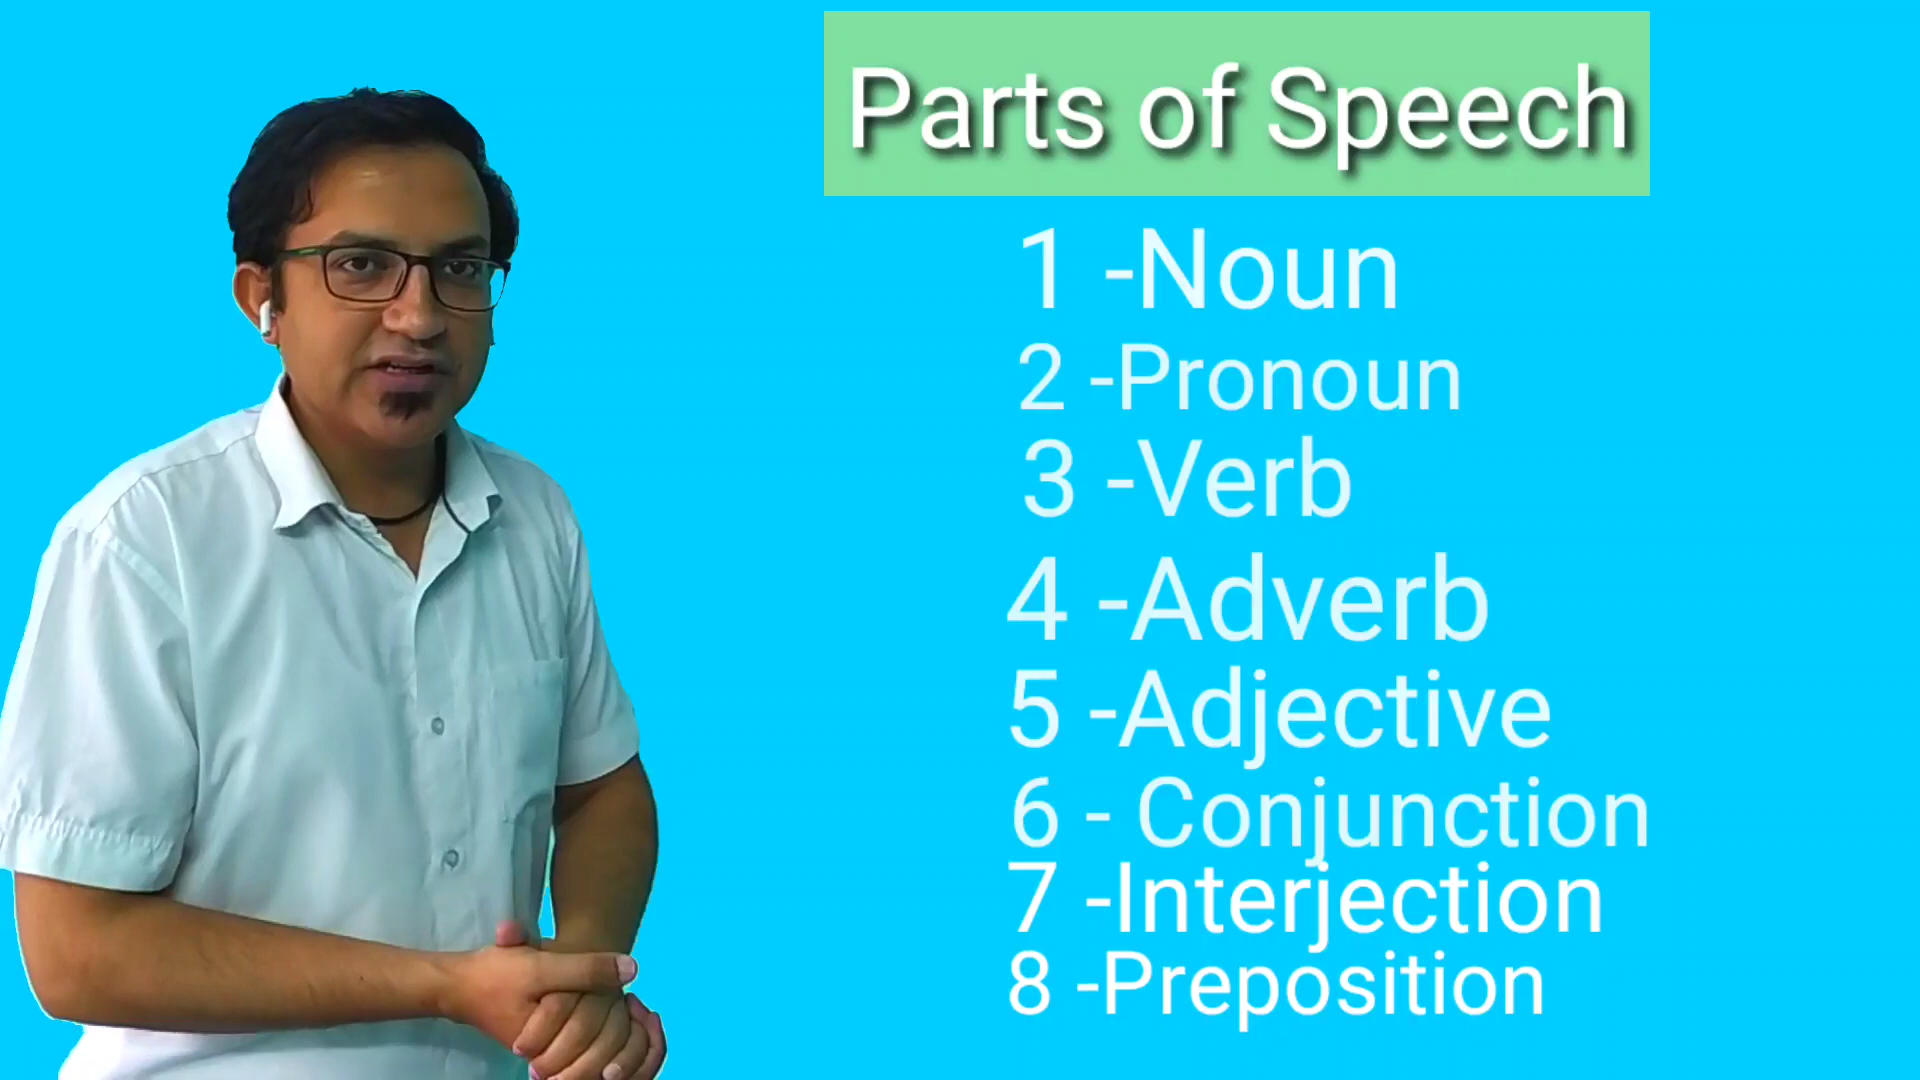 Parts of Speech
1 -Noun
2 -Pronoun
3 -Verb
4 -Adverb
5 -Adjective
6 - Conjunction
7 -Interjection
8 -Preposition